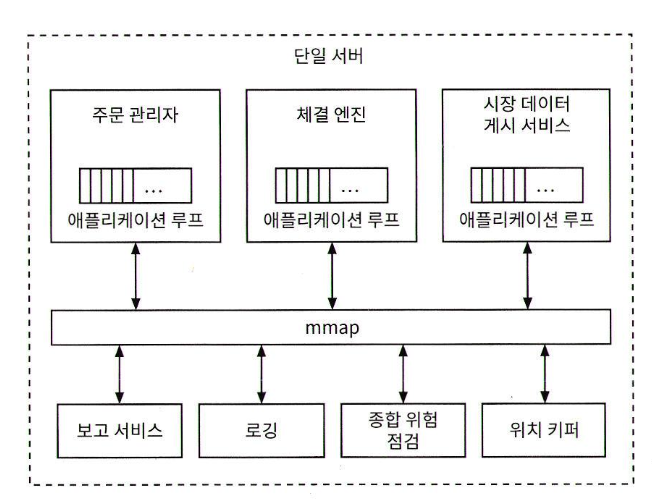 단일 서버
주문 관리자
체결 엔진
시장 데이터
게시 서비스
...
...
...
애플리케이션 루프
애플리케이션 루프
애플리케이션 루프
mmap
보고 서비스
로깅
종합 위험
점검
위치 키퍼